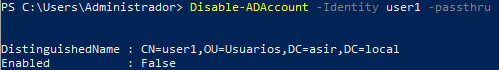 PS C:\Users\Administrador> Disable-ADAccount -Identity user1 -passthru
DistinguishedName : CN=user1,OU=Usuarios,DC=asir,DC=local
Enabled           : False